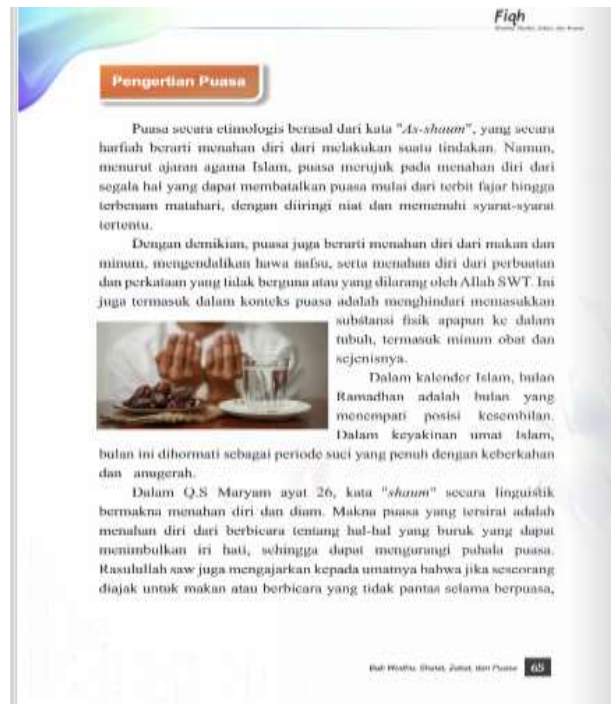 Fiqh
Pengertian Puasa
Puasa secara etimologis berasal dari kata "As-shaum", yang secara
harfiah berarti menahan diri dari melakukan suatu tindakan. Namun,
menurut ajaran agama Islam, puasa merujuk pada menahan diri dari
segala hal yang dapat membatalkan puasa mulai dari terbit fajar hingga
terbenam matahari, dengan diiringi niat dan memenuhi syarat-syarat
tertentu.
Dengan demikian, puasa juga berarti menahan diri dari makan dan
minum, mengendalikan hawa nafsu, serta menahan diri dari perbuatan
dan perkataan yang tidak berguna atau yang dilarang oleh Allah SWT. Ini
juga termasuk dalam konteks puasa adalah menghindari memasukkan
substansi fisik apapun ke dalam
tubuh, termasuk minum obat dan
sejenisnya.
Dalam kalender Islam, bulan
Ramadhan adalah bulan yang
menempati posisi kesembilan.
Dalam keyakinan umat Islam,
bulan ini dihormati sebagai periode suci yang penuh dengan keberkahan
dan anugerah.
Dalam Q.S Maryam ayat 26, kata "shaum" secara linguistik
bermakna menahan diri dan diam. Makna puasa yang tersirat adalah
menahan diri dari berbicara tentang hal-hal yang buruk yang dapat
menimbulkan iri hati, sehingga dapat mengurangi pahala puasa.
Rasulullah saw juga mengajarkan kepada umatnya bahwa jika seseorang
diajak untuk makan atau berbicara yang tidak pantas selama berpuasa,
Bab Wudhu, Shalat, Zakat, dan Puasa 65